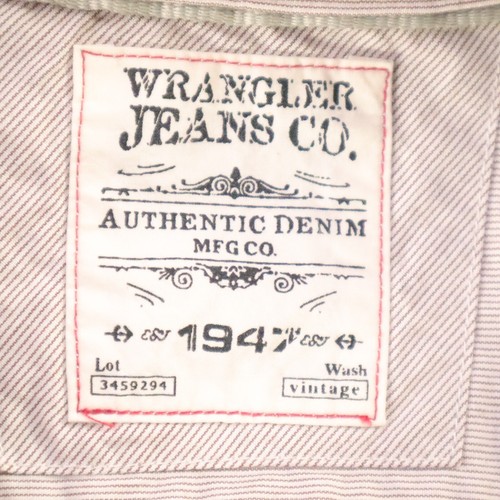 WRANGLER
JEANS CO.
AUTHENTIC DENIM
MFG CO.
1947
Lot Wash
3459294 vintage